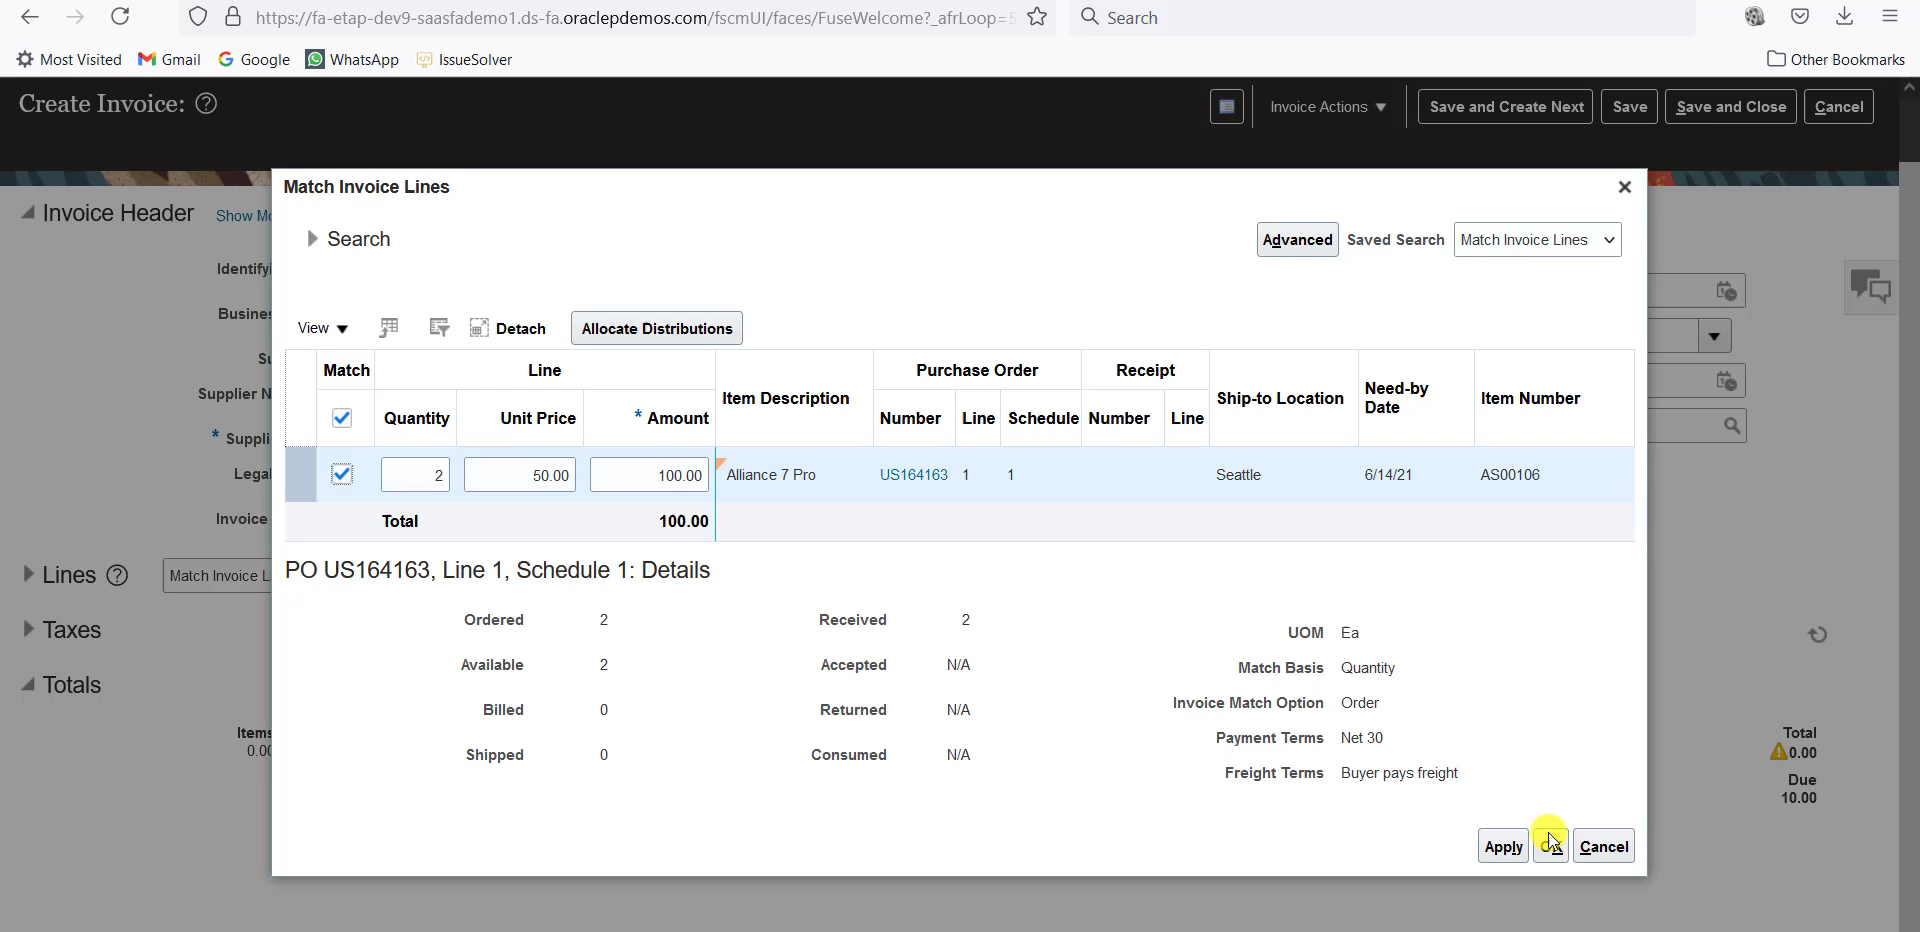 https://fa-etap-dev9-saasfademo1.ds-fa.oraclepdemos.com/fscmUI/faces/FuseWelcome?_afrLoop=
Search
Most Visited Gmail Google WhatsApp IssueSolver Other Bookmarks
Create Invoice: ?
Invoice Actions Save and Create Next Save Save and Close Cancel
Match Invoice Lines
Invoice Header Show
Search
Advanced Saved Search Match Invoice Lines
View Detach Allocate Distributions
Match Line Item Description Purchase Order Receipt Ship-to Location Need-by Date Item Number
Quantity Unit Price * Amount Number Line Schedule Number Line
2 50.00 100.00 Alliance 7 Pro US164163 1 1 Seattle 6/14/21 AS00106
Total 100.00
Invoice
PO US164163, Line 1, Schedule 1: Details
Lines ? Match Invoice
Ordered 2 Received 2 UOM Ea
Taxes
Available 2 Accepted N/A Match Basis Quantity
Totals
Billed 0 Returned N/A Invoice Match Option Order
Items Payment Terms Net 30 Total
Shipped 0 Consumed N/A 0.00
Freight Terms Buyer pays freight Due
10.00
Apply Cancel